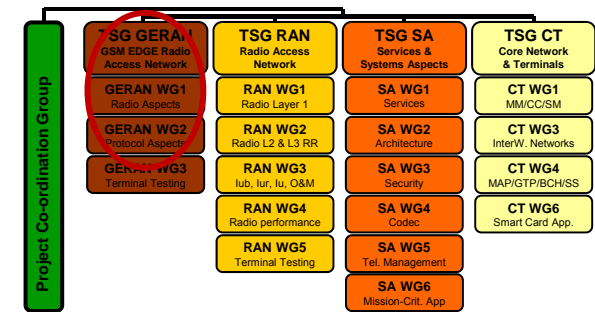 Project Co-ordination Group
TSG GERAN
GSM EDGE Radio
Access Network
GERAN WG1
Radio Aspects
GERAN WG2
Protocol Aspects
GERAN WG3
Terminal Testing
TSG RAN
Radio Access
Network
RAN WG1
Radio Layer 1
RAN WG2
Radio L2 & L3 RR
RAN WG3
Iub, Iur, Iu, O&M
RAN WG4
Radio performance
RAN WG5
Terminal Testing
TSG SA
Services &
Systems Aspects
SA WG1
Services
SA WG2
Architecture
SA WG3
Security
SA WG4
Codec
SA WG5
Tel. Management
SA WG6
Mission-Crit. App
TSG CT
Core Network
& Terminals
CT WG1
MM/CC/SM
CT WG3
InterW. Networks
CT WG4
MAP/GTP/BCH/SS
CT WG6
Smart Card App.